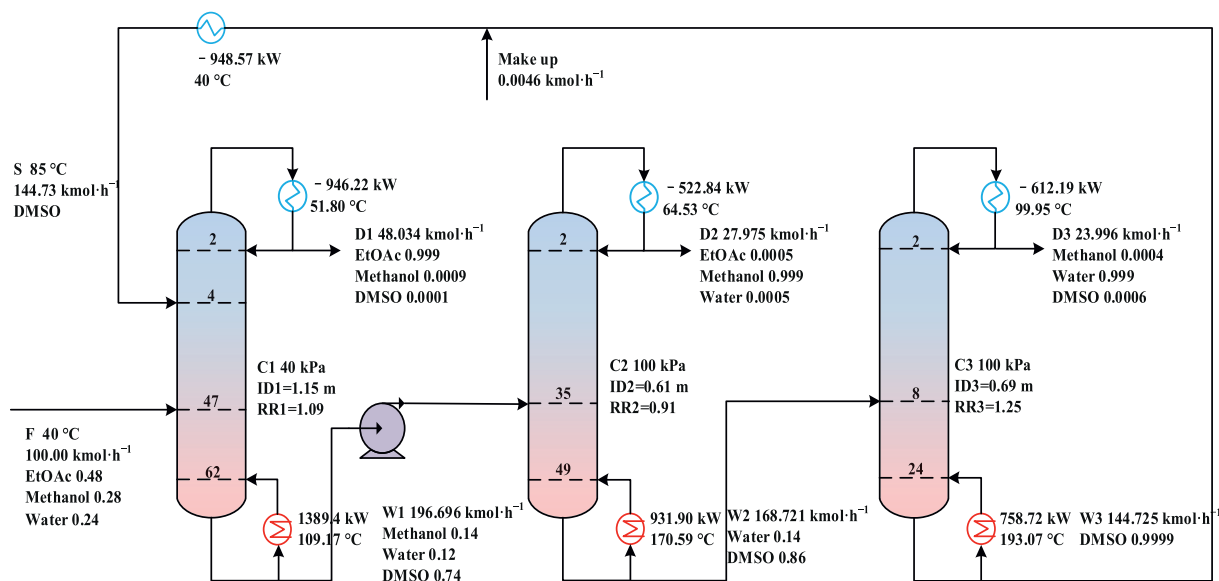 − 948.57 kW
40 °C
Make up
0.0046 kmol·h⁻¹
S 85 °C
144.73 kmol·h⁻¹
DMSO
− 946.22 kW
51.80 °C
D1 48.034 kmol·h⁻¹
EtOAc 0.999
Methanol 0.0009
DMSO 0.0001
2
4
47
62
C1 40 kPa
ID1=1.15 m
RR1=1.09
F 40 °C
100.00 kmol·h⁻¹
EtOAc 0.48
Methanol 0.28
Water 0.24
1389.4 kW
109.17 °C
W1 196.696 kmol·h⁻¹
Methanol 0.14
Water 0.12
DMSO 0.74
− 522.84 kW
64.53 °C
D2 27.975 kmol·h⁻¹
EtOAc 0.0005
Methanol 0.999
Water 0.0005
2
35
49
C2 100 kPa
ID2=0.61 m
RR2=0.91
931.90 kW
170.59 °C
W2 168.721 kmol·h⁻¹
Water 0.14
DMSO 0.86
− 612.19 kW
99.95 °C
D3 23.996 kmol·h⁻¹
Methanol 0.0004
Water 0.999
DMSO 0.0006
2
8
24
C3 100 kPa
ID3=0.69 m
RR3=1.25
758.72 kW
193.07 °C
W3 144.725 kmol·h⁻¹
DMSO 0.9999